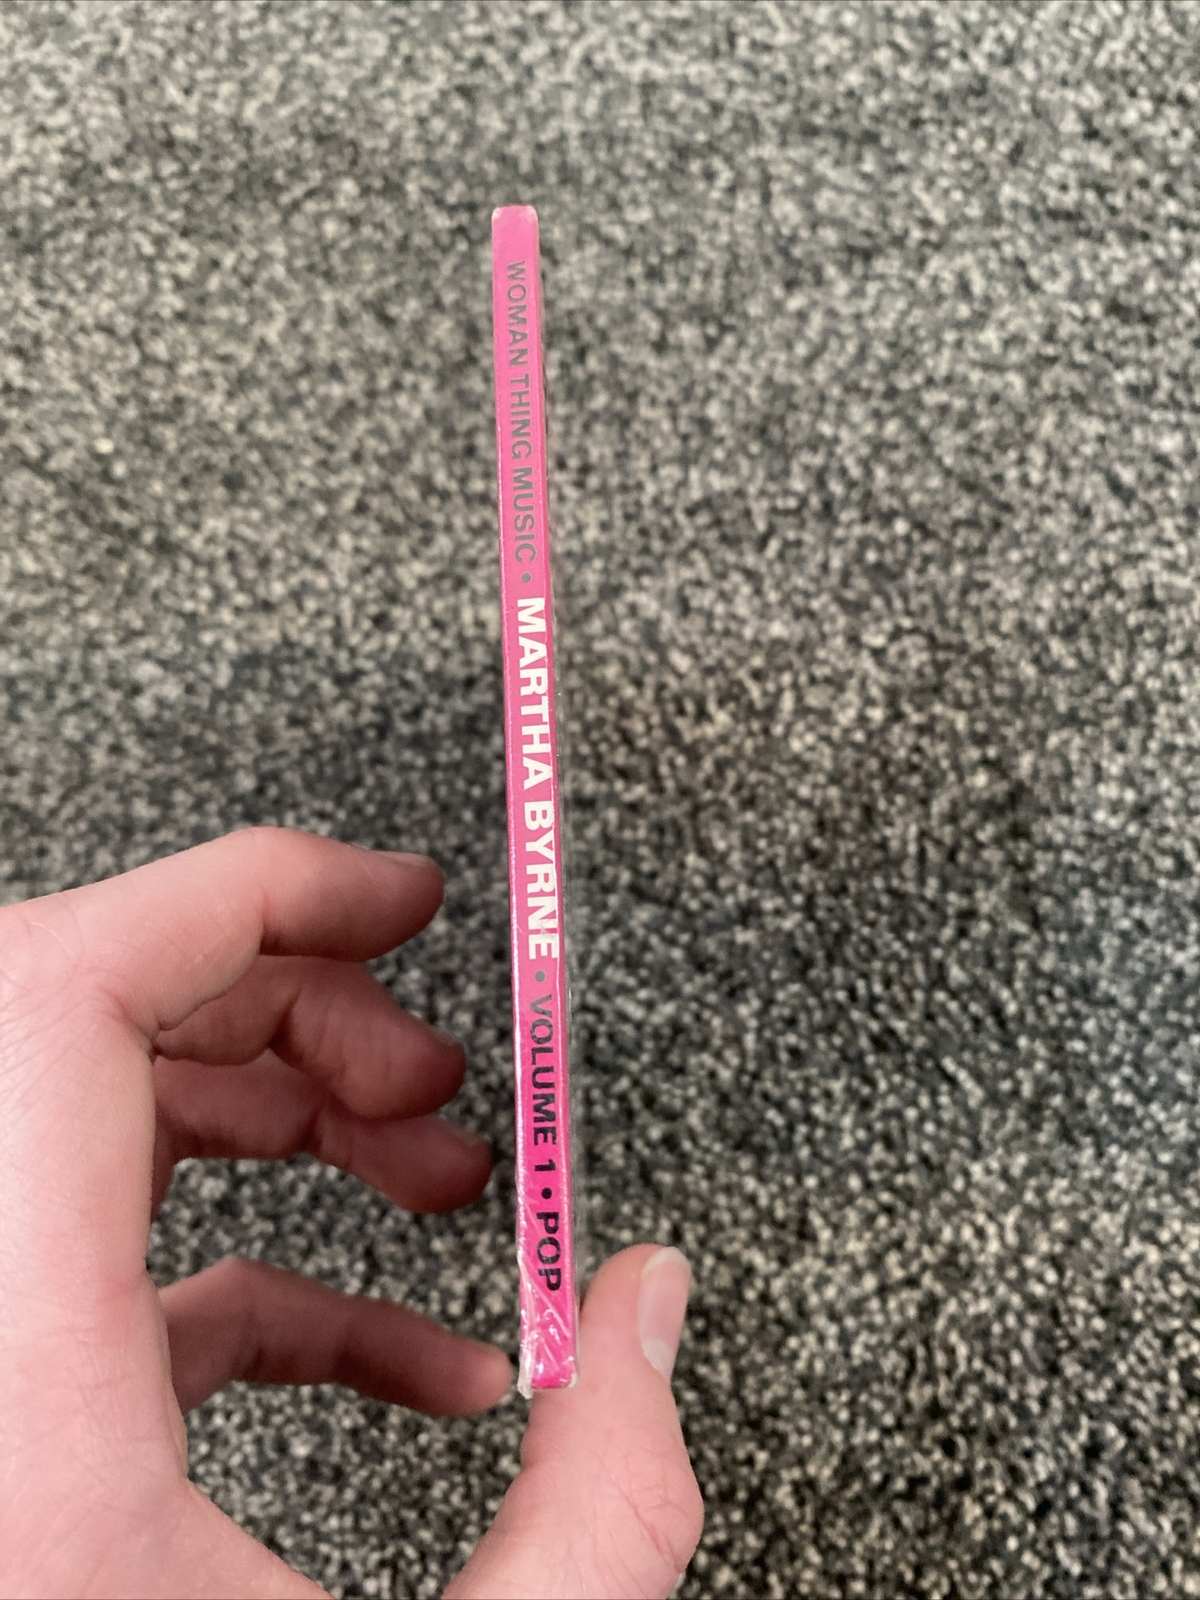 WOMAN THING MUSIC • MARTHA BYRNE • VOLUME 1 • POP